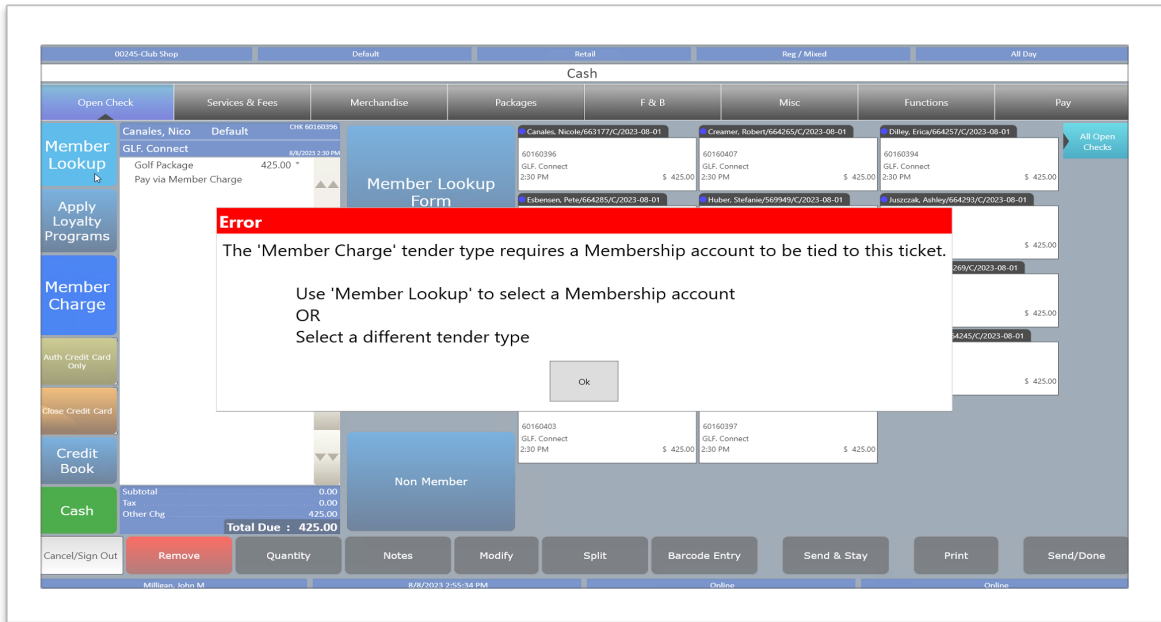 00245-Club Shop Default Retail Reg / Mixed All Day
Cash
Open Check Services & Fees Merchandise Packages F & B Misc Functions Pay
Member
Lookup
Apply
Loyalty
Programs
Member
Charge
Auth Credit Card
Only
Close Credit Card
Credit
Book
Cash
Canales, Nico Default CHK 60160396
GLF. Connect 8/8/2023 2:30 PM
Golf Package 425.00 *
Pay via Member Charge
Subtotal 0.00
Tax 0.00
Other Chg 425.00
Total Due : 425.00
Member Lookup
Form
Non Member
Canales, Nicole/663177/C/2023-08-01
60160396
GLF. Connect
2:30 PM $ 425.00
Creamer, Robert/664265/C/2023-08-01
60160407
GLF. Connect
2:30 PM $ 425.00
Dilley, Erica/664257/C/2023-08-01
60160394
GLF. Connect
2:30 PM $ 425.00
All Open
Checks
Esbensen, Pete/664285/C/2023-08-01
Huber, Stefanie/569949/C/2023-08-01
Juszczak, Ashley/664293/C/2023-08-01
$ 425.00
269/C/2023-08-01
$ 425.00
54245/C/2023-08-01
$ 425.00
Error
The 'Member Charge' tender type requires a Membership account to be tied to this ticket.
Use 'Member Lookup' to select a Membership account
OR
Select a different tender type
Ok
60160403
GLF. Connect
2:30 PM $ 425.00
60160397
GLF. Connect
2:30 PM $ 425.00
Cancel/Sign Out Remove Quantity Notes Modify Split Barcode Entry Send & Stay Print Send/Done
Milligan, John M 8/8/2023 2:55:34 PM Online Online